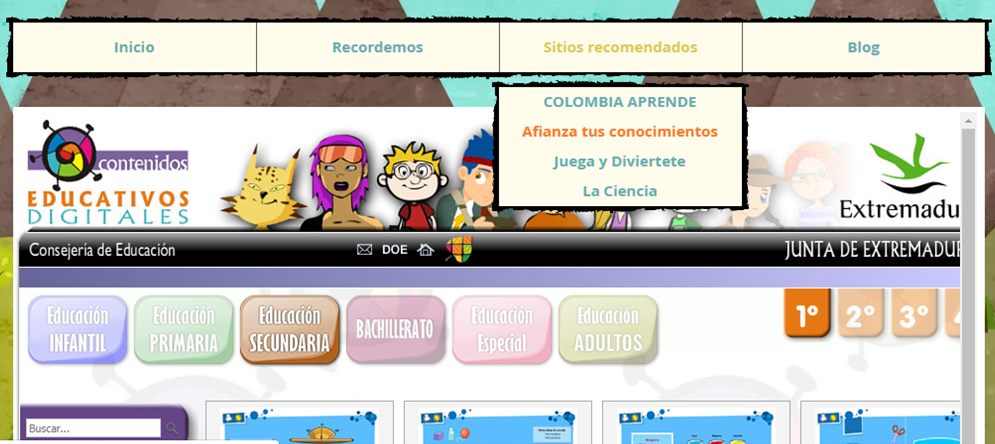 Inicio
Recordemos
Sitios recomendados
Blog
COLOMBIA APRENDE
Afianza tus conocimientos
Juega y Diviertete
La Ciencia
contenidos
EDUCATIVOS
DIGITALES
Extremadu
Consejería de Educación
DOE
JUNTA DE EXTREMADUR
Educación
INFANTIL
Educación
PRIMARIA
Educación
SECUNDARIA
BACHILLERATO
Educación
Especial
Educación
ADULTOS
1º
2º
3º
4
Buscar...